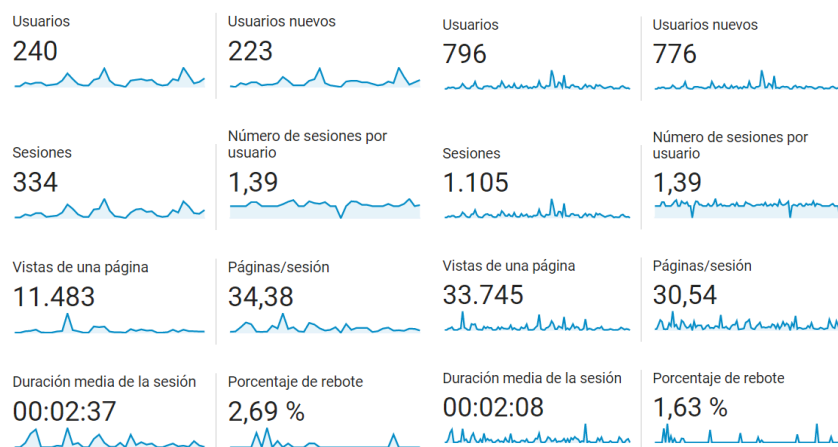 Usuarios
240
Usuarios nuevos
223
Sesiones
334
Número de sesiones por
usuario
1,39
Vistas de una página
11.483
Páginas/sesión
34,38
Duración media de la sesión
00:02:37
Porcentaje de rebote
2,69 %
Usuarios
796
Usuarios nuevos
776
Sesiones
1.105
Número de sesiones por
usuario
1,39
Vistas de una página
33.745
Páginas/sesión
30,54
Duración media de la sesión
00:02:08
Porcentaje de rebote
1,63 %